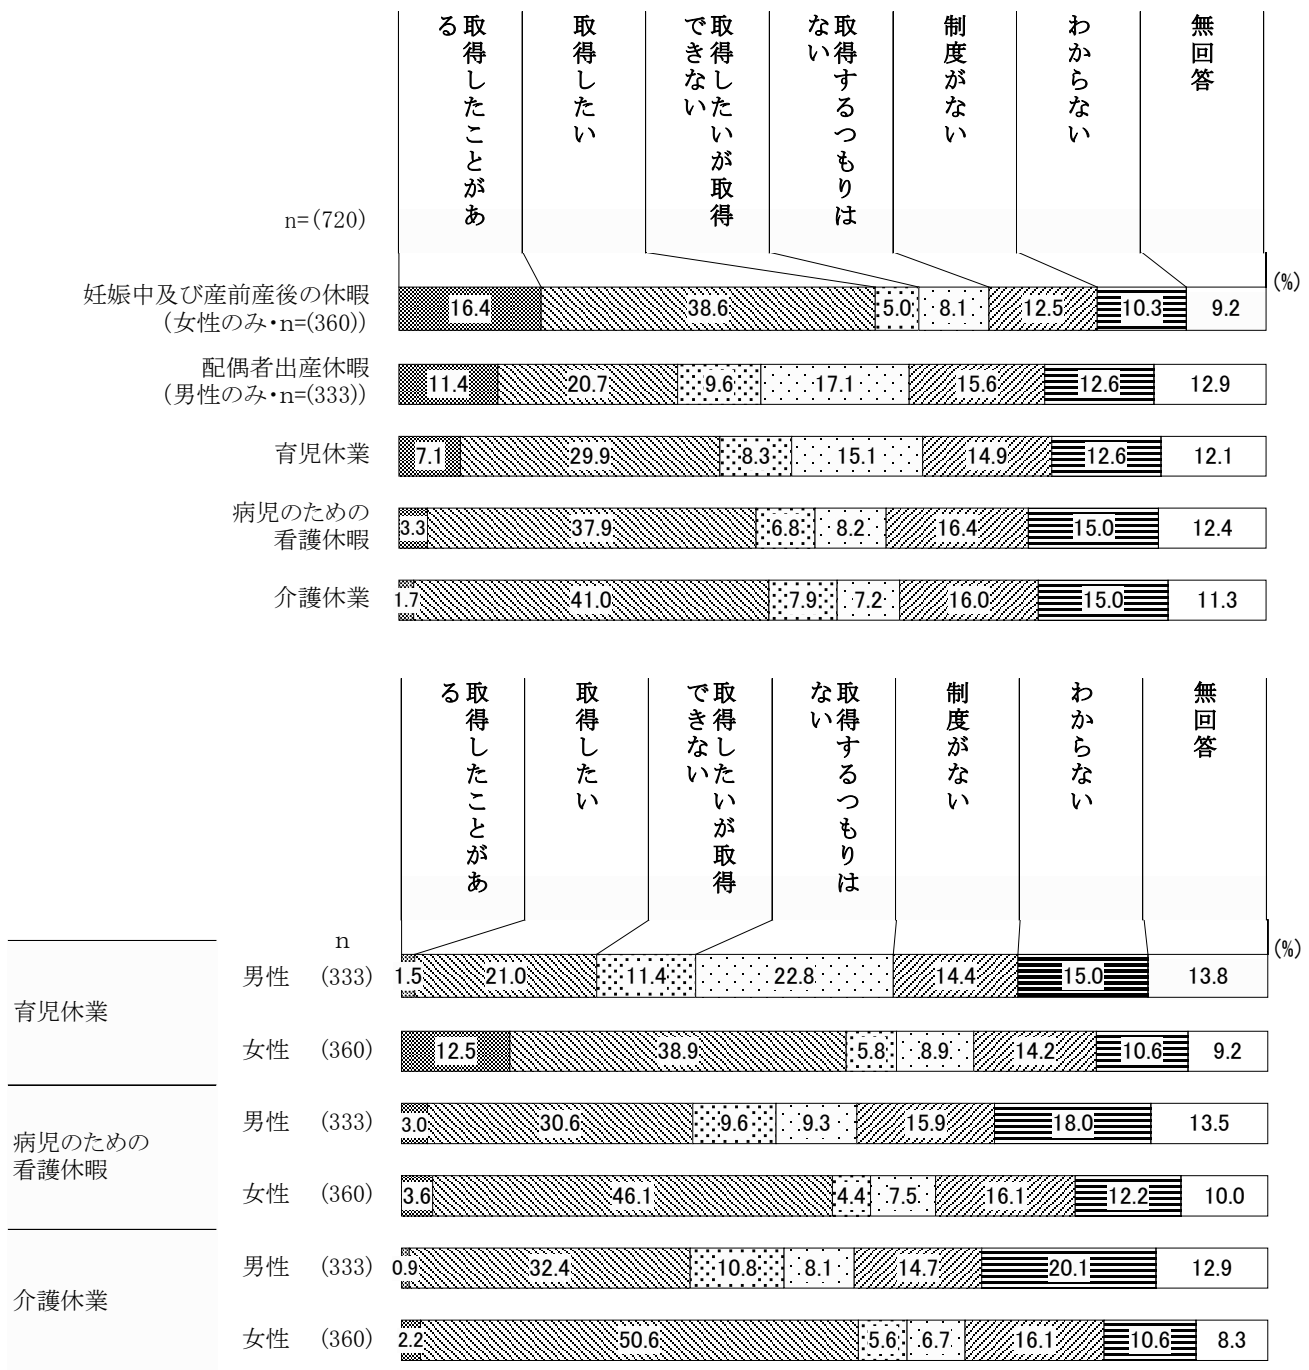 取得したことがあ
る
取得したい
取得したいが取得
できない
取得するつもりは
ない
制度がない
わからない
無回答
n=(720)
(%)
妊娠中及び産前産後の休暇
(女性のみ・n=(360))
16.4 38.6 5.0 8.1 12.5 10.3 9.2
配偶者出産休暇
(男性のみ・n=(333))
11.4 20.7 9.6 17.1 15.6 12.6 12.9
育児休業 7.1 29.9 8.3 15.1 14.9 12.6 12.1
病児のための
看護休暇
3.3 37.9 6.8 8.2 16.4 15.0 12.4
介護休業 1.7 41.0 7.9 7.2 16.0 15.0 11.3
取得したことがあ
る
取得したい
取得したいが取得
できない
取得するつもりは
ない
制度がない
わからない
無回答
n
(%)
育児休業
男性 (333) 1.5 21.0 11.4 22.8 14.4 15.0 13.8
女性 (360) 12.5 38.9 5.8 8.9 14.2 10.6 9.2
病児のための
看護休暇
男性 (333) 3.0 30.6 9.6 9.3 15.9 18.0 13.5
女性 (360) 3.6 46.1 4.4 7.5 16.1 12.2 10.0
介護休業
男性 (333) 0.9 32.4 10.8 8.1 14.7 20.1 12.9
女性 (360) 2.2 50.6 5.6 6.7 16.1 10.6 8.3